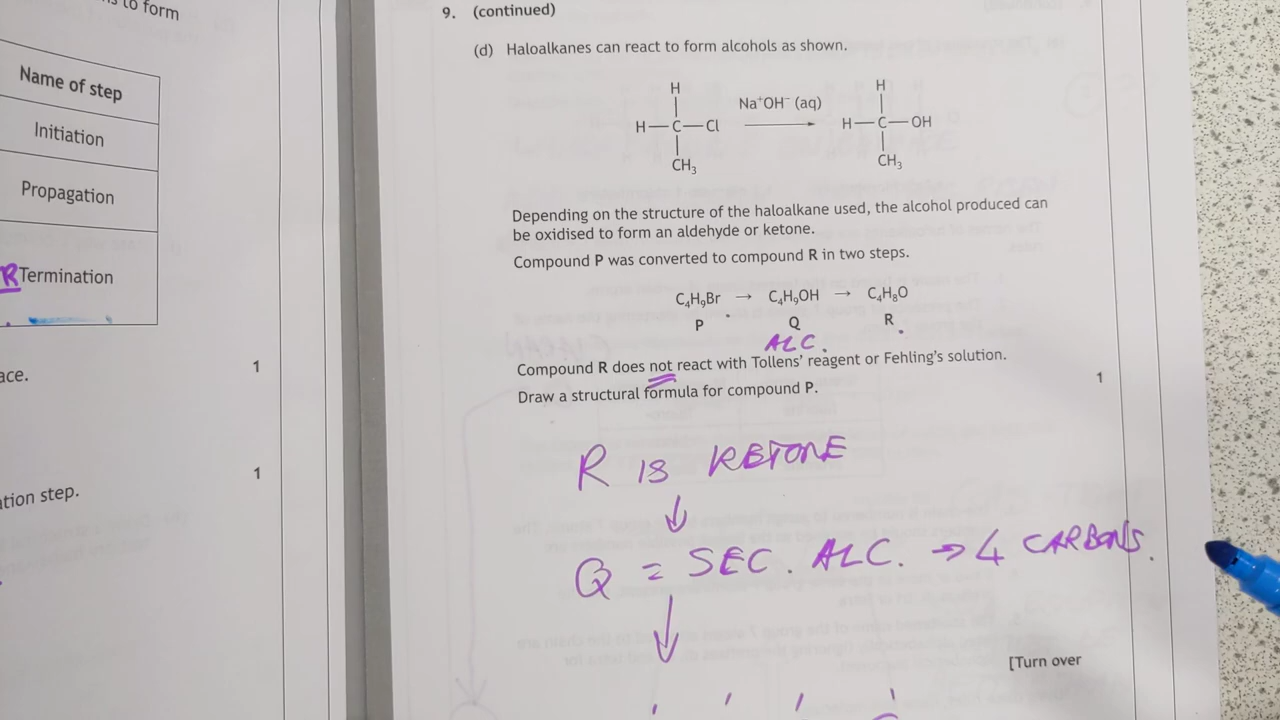 to form
Name of step
Initiation
Propagation
R Termination
ace.
1
1
ation step.
9. (continued)
(d) Haloalkanes can react to form alcohols as shown.
H
H—C—Cl
CH₃
Na⁺OH⁻ (aq)
H
H—C—OH
CH₃
Depending on the structure of the haloalkane used, the alcohol produced can
be oxidised to form an aldehyde or ketone.
Compound P was converted to compound R in two steps.
C₄H₉Br → C₄H₉OH → C₄H₈O
P Q R
ALC.
Compound R does not react with Tollens' reagent or Fehling's solution.
Draw a structural formula for compound P.
1
R IS KETONE
↓
Q = SEC. ALC. → 4 CARBONS.
↓
[Turn over